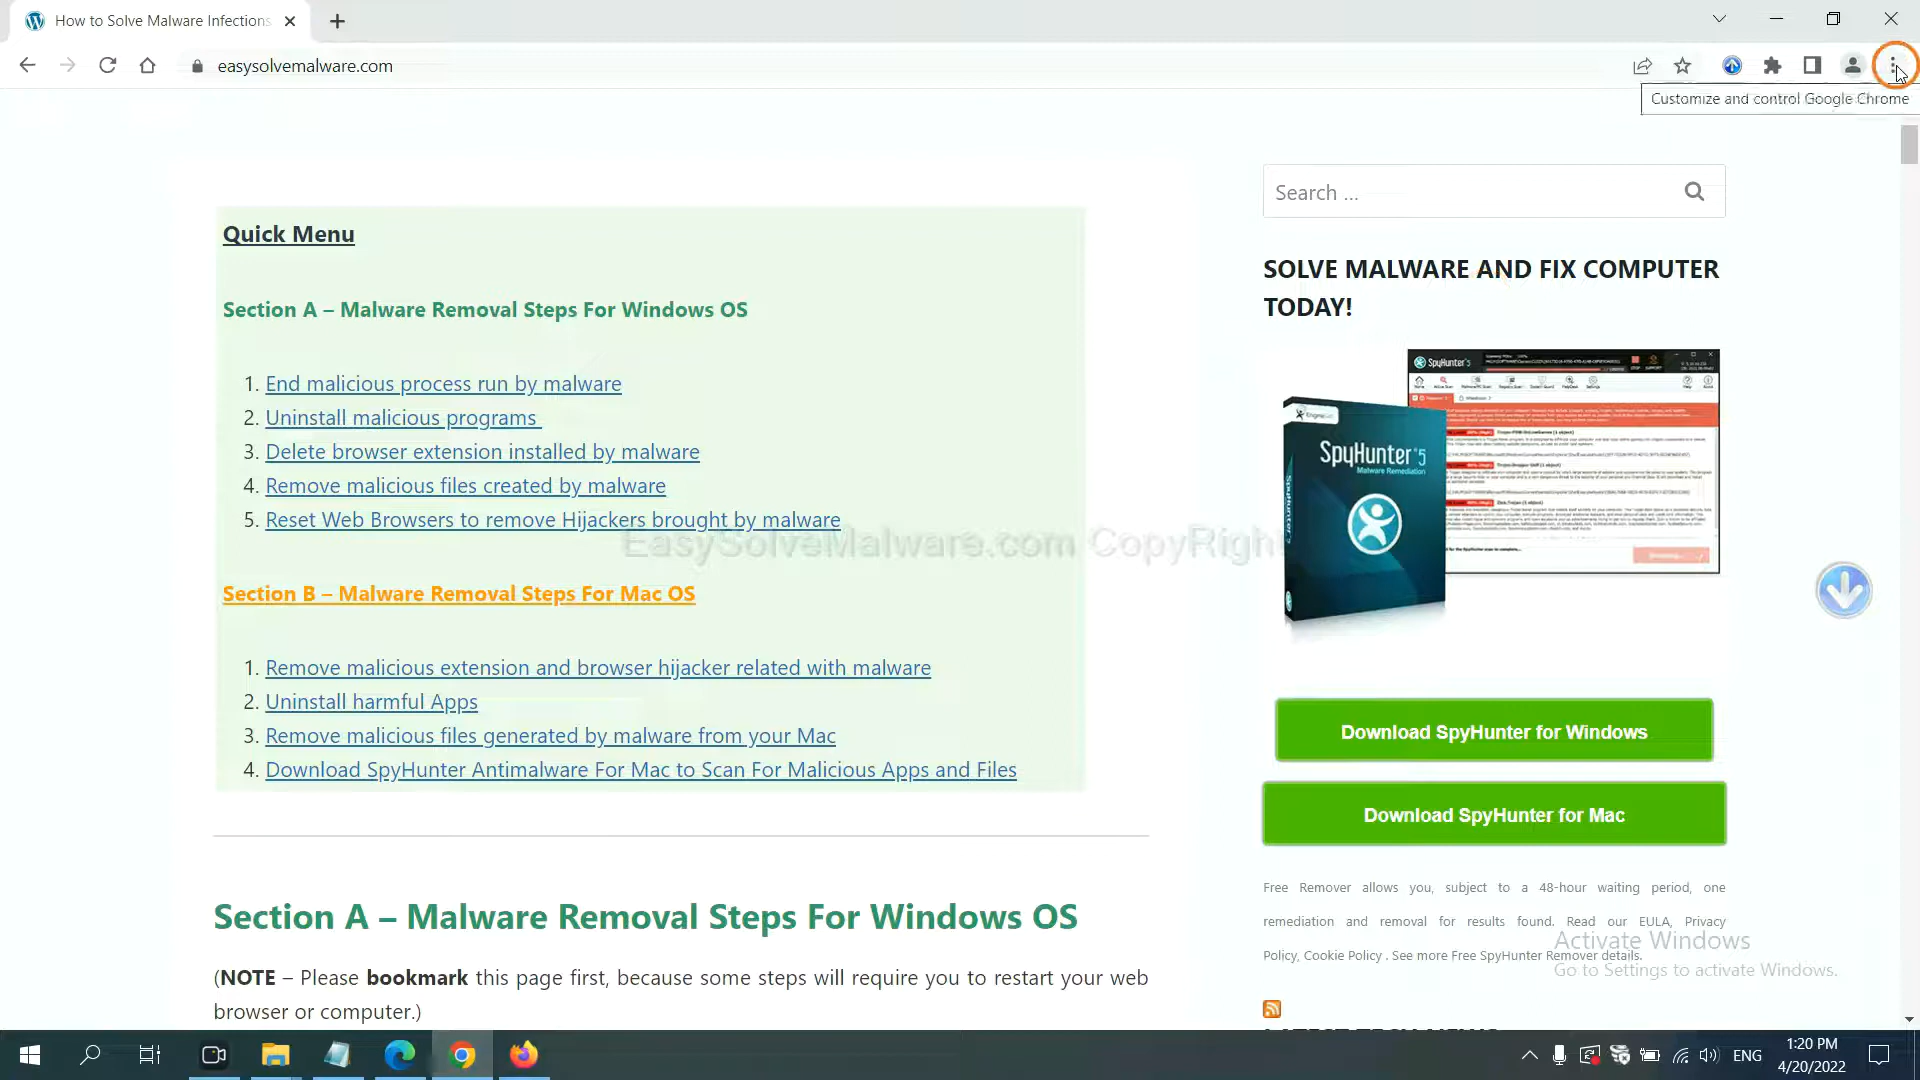 How to Solve Malware Infections
easysolvemalware.com
Customize and control Google Chrome
Search ...
Quick Menu
Section A – Malware Removal Steps For Windows OS
1. End malicious process run by malware
2. Uninstall malicious programs
3. Delete browser extension installed by malware
4. Remove malicious files created by malware
5. Reset Web Browsers to remove Hijackers brought by malware
EasySolveMalware.com CopyRigh
Section B – Malware Removal Steps For Mac OS
1. Remove malicious extension and browser hijacker related with malware
2. Uninstall harmful Apps
3. Remove malicious files generated by malware from your Mac
4. Download SpyHunter Antimalware For Mac to Scan For Malicious Apps and Files
Section A – Malware Removal Steps For Windows OS
(NOTE – Please bookmark this page first, because some steps will require you to restart your web
browser or computer.)
SOLVE MALWARE AND FIX COMPUTER
TODAY!
SpyHunter 5
SpyHunter 5
Malware Remediation
Download SpyHunter for Windows
Download SpyHunter for Mac
Free Remover allows you, subject to a 48-hour waiting period, one
remediation and removal for results found. Read our EULA, Privacy
Policy, Cookie Policy . See more Free SpyHunter Remover details.
Activate Windows
Go to Settings to activate Windows.
LATEST TECH NEWS
ENG
1:20 PM
4/20/2022